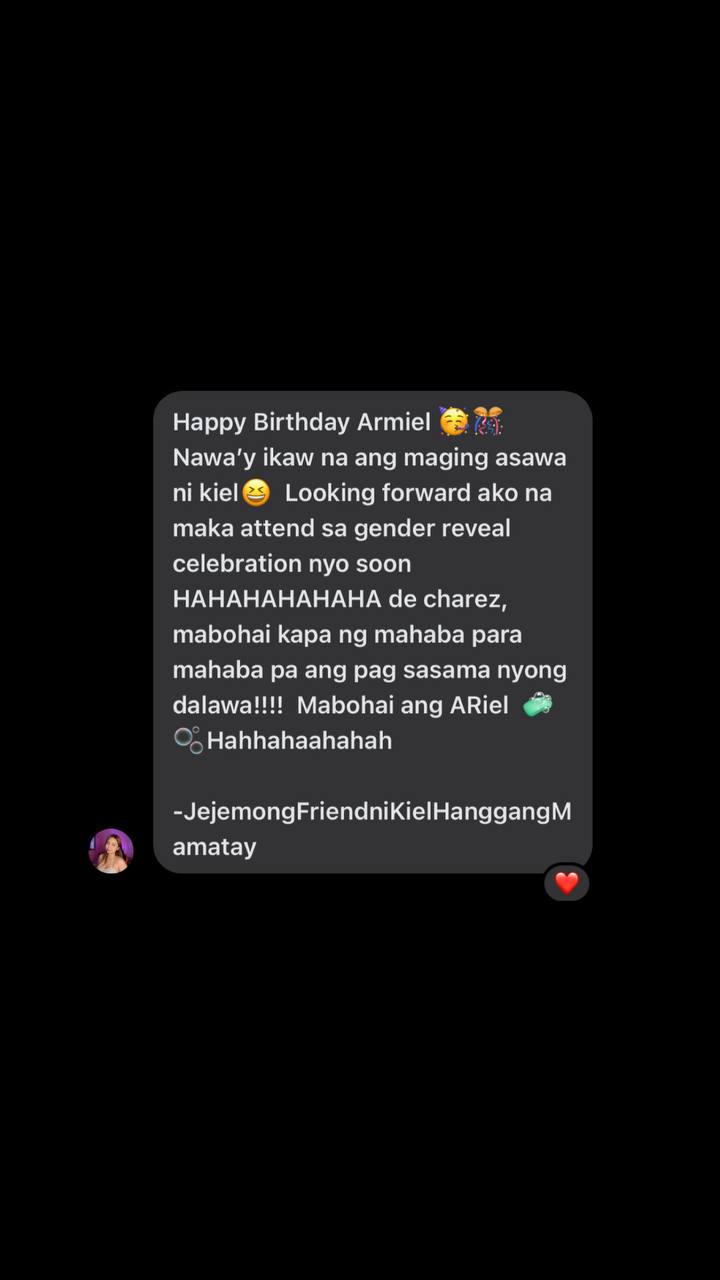 Happy Birthday Armiel 🥳🎊
Nawa’y ikaw na ang maging asawa
ni kiel😆  Looking forward ako na
maka attend sa gender reveal
celebration nyo soon
HAHAHAHAHAHA de charez,
mabohai kapa ng mahaba para
mahaba pa ang pag sasama nyong
dalawa!!!!  Mabohai ang ARiel  🧼
🫧Hahhahaahahah

-JejemongFriendniKielHanggangM
amatay
❤️